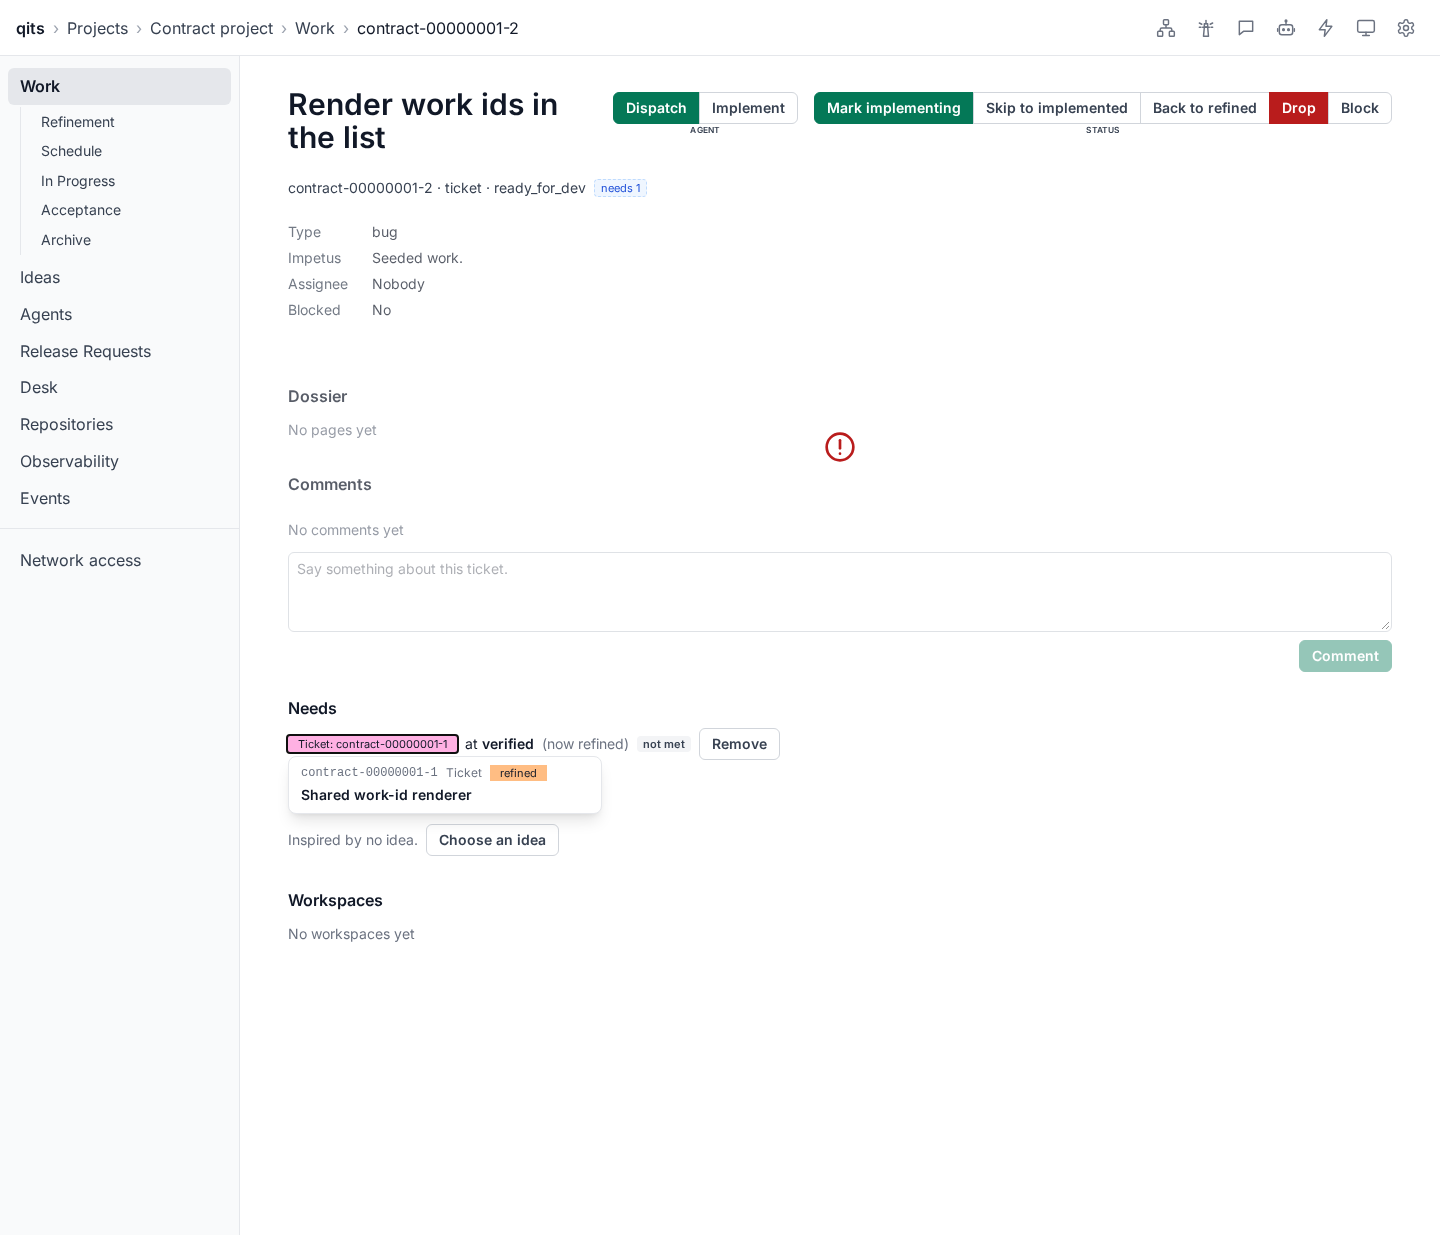 qits › Projects › Contract project › Work › contract-00000001-2
Work
Refinement
Schedule
In Progress
Acceptance
Archive
Ideas
Agents
Release Requests
Desk
Repositories
Observability
Events
Network access
Render work ids in
the list
Dispatch Implement
AGENT
Mark implementing Skip to implemented Back to refined Drop Block
STATUS
contract-00000001-2 · ticket · ready_for_dev needs 1
Type bug
Impetus Seeded work.
Assignee Nobody
Blocked No
Dossier
No pages yet
Comments
No comments yet
Say something about this ticket.
Comment
Needs
Ticket: contract-00000001-1 at verified (now refined) not met Remove
contract-00000001-1 Ticket refined
Shared work-id renderer
Inspired by no idea. Choose an idea
Workspaces
No workspaces yet